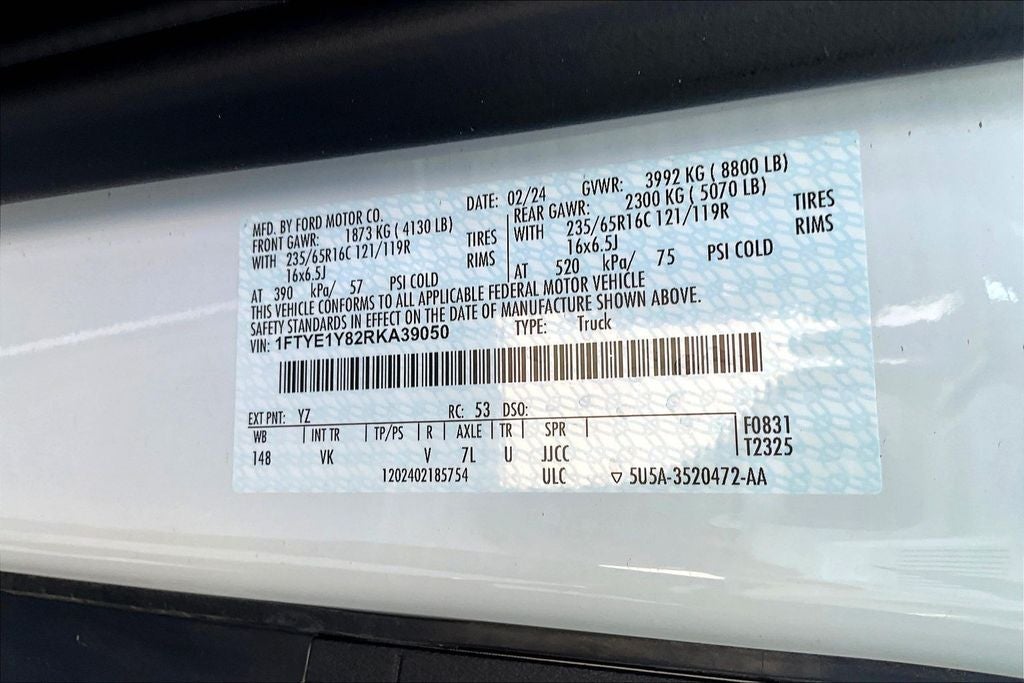 MFD. BY FORD MOTOR CO. DATE: 02/24 GVWR: 3992 KG ( 8800 LB)
FRONT GAWR: 1873 KG ( 4130 LB) REAR GAWR: 2300 KG ( 5070 LB)
WITH 235/65R16C 121/119R TIRES WITH 235/65R16C 121/119R TIRES
16x6.5J RIMS 16x6.5J RIMS
AT 390 kPa/ 57 PSI COLD AT 520 kPa/ 75 PSI COLD
THIS VEHICLE CONFORMS TO ALL APPLICABLE FEDERAL MOTOR VEHICLE
SAFETY STANDARDS IN EFFECT ON THE DATE OF MANUFACTURE SHOWN ABOVE.
VIN: 1FTYE1Y82RKA39050 TYPE: Truck
EXT PNT: YZ RC: 53 DSO:
WB INT TR TP/PS R AXLE TR SPR F0831
148 VK V 7L U JJCC T2325
1202402185754 ULC ▽ 5U5A-3520472-AA